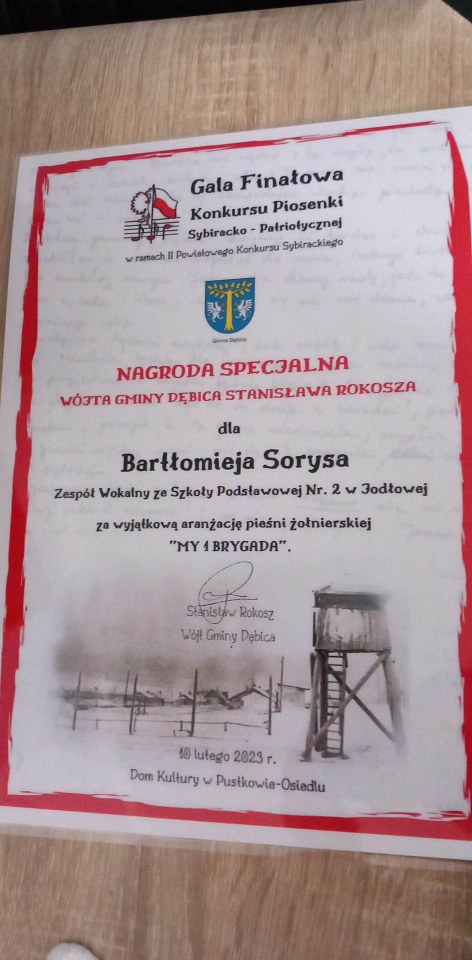 Gala Finałowa
Konkursu Piosenki
Sybiracko - Patriotycznej
w ramach II Powiatowego Konkursu Sybirackiego
Gmina Dębica
NAGRODA SPECJALNA
WÓJTA GMINY DĘBICA STANISŁAWA ROKOSZA
dla
Bartłomieja Sorysa
Zespół Wokalny ze Szkoły Podstawowej Nr. 2 w Jodłowej
za wyjątkową aranżację pieśni żołnierskiej
"MY 1 BRYGADA".
Stanisław Rokosz
Wójt Gminy Dębica
10 lutego 2023 r.
Dom Kultury w Pustkowie-Osiedlu